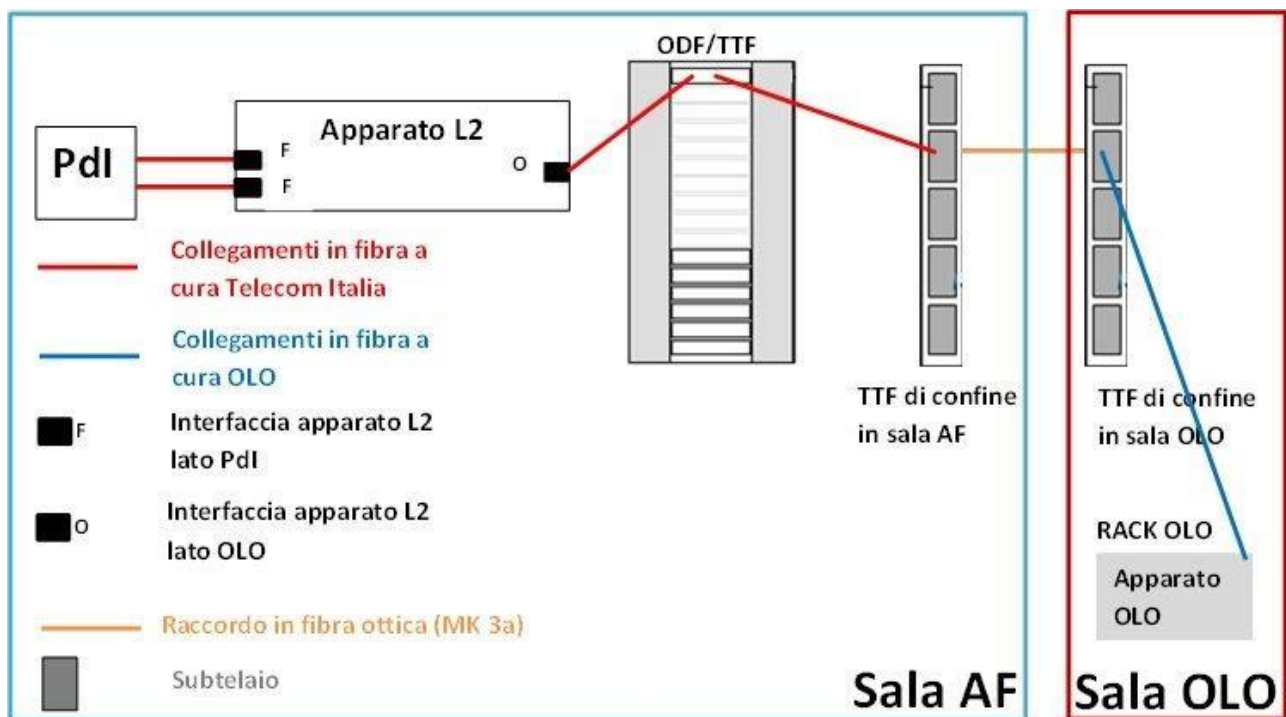 ODF/TTF
PdI
Apparato L2
F
F
O
Collegamenti in fibra a
cura Telecom Italia
Collegamenti in fibra a
cura OLO
F
Interfaccia apparato L2
lato PdI
O
Interfaccia apparato L2
lato OLO
Raccordo in fibra ottica (MK 3a)
Subtelaio
TTF di confine
in sala AF
Sala AF
TTF di confine
in sala OLO
RACK OLO
Apparato
OLO
Sala OLO